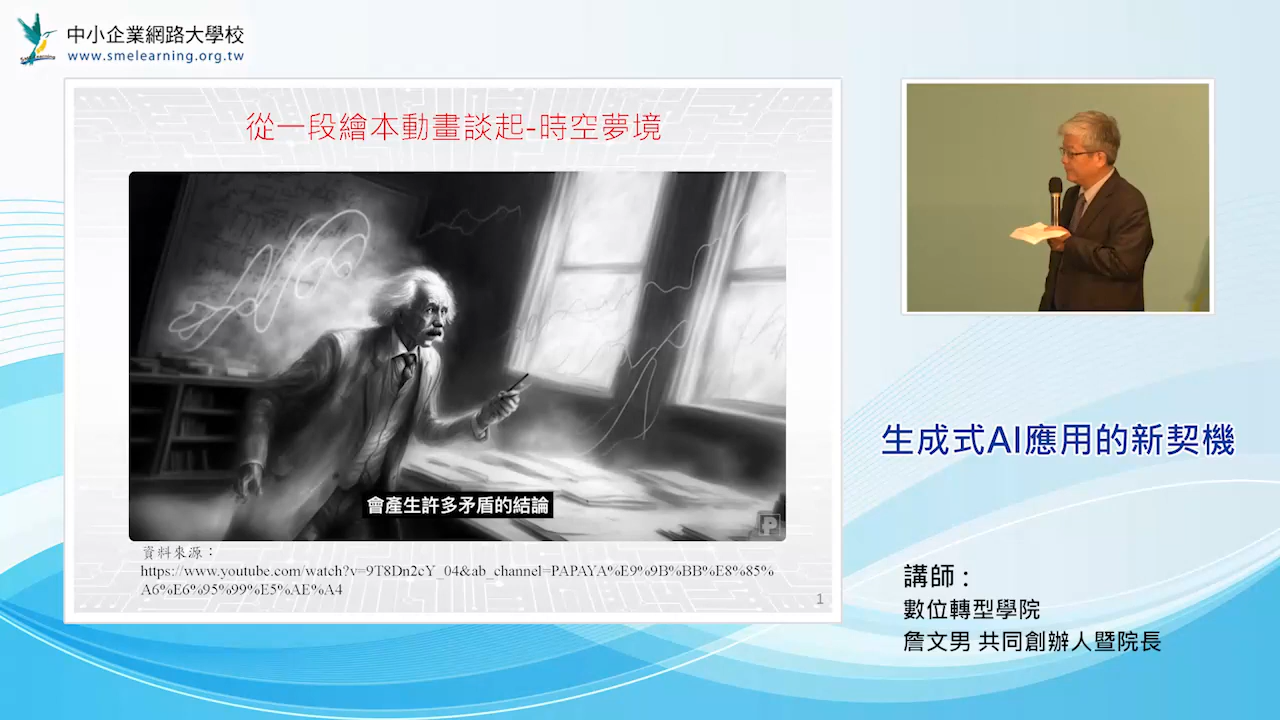 中小企業網路大學校
www.smelearning.org.tw
從一段繪本動畫談起-時空夢境
會產生許多矛盾的結論
P
資料來源：
https://www.youtube.com/watch?v=9T8Dn2cY_04&ab_channel=PAPAYA%E9%9B%BB%E8%85%
A6%E6%95%99%E5%AE%A4
1
生成式AI應用的新契機
講師：
數位轉型學院
詹文男 共同創辦人暨院長